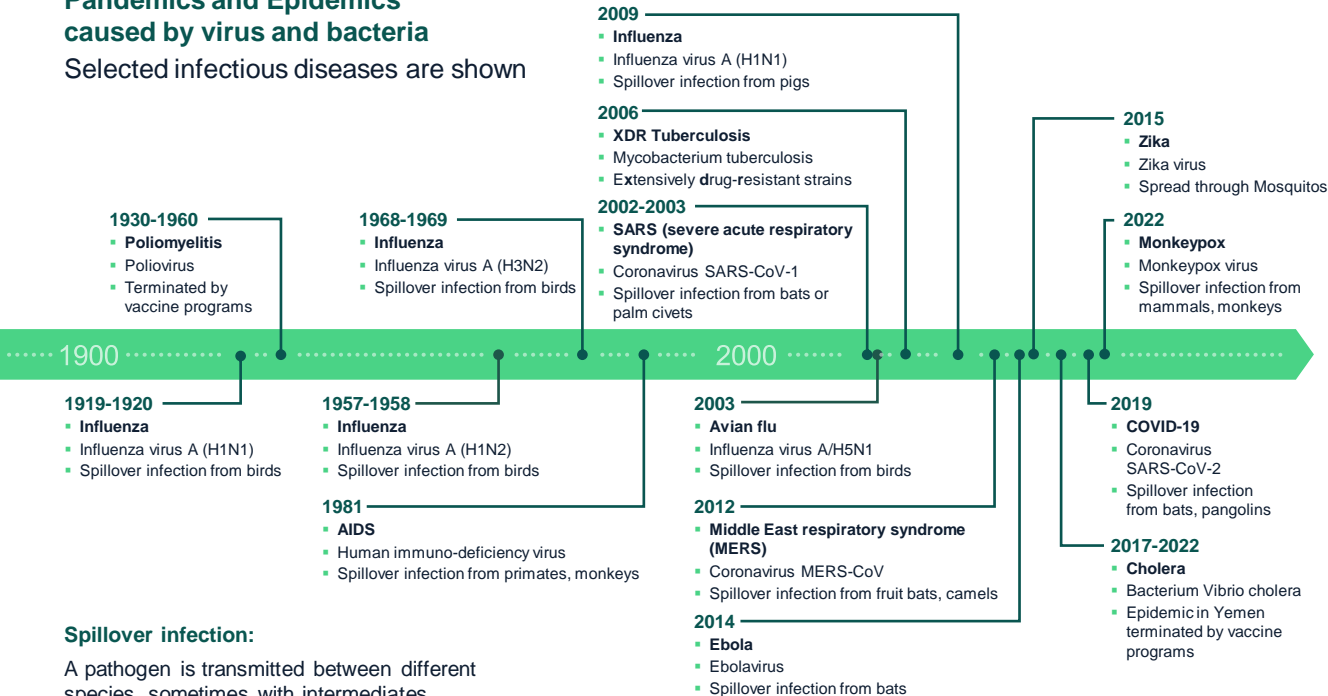 Pandemics and Epidemics
caused by virus and bacteria
Selected infectious diseases are shown
2009
Influenza
Influenza virus A (H1N1)
Spillover infection from pigs
2006
XDR Tuberculosis
Mycobacterium tuberculosis
Extensively drug-resistant strains
2002-2003
SARS (severe acute respiratory
syndrome)
Coronavirus SARS-CoV-1
Spillover infection from bats or
palm civets
2015
Zika
Zika virus
Spread through Mosquitos
2022
Monkeypox
Monkeypox virus
Spillover infection from
mammals, monkeys
1930-1960
Poliomyelitis
Poliovirus
Terminated by
vaccine programs
1968-1969
Influenza
Influenza virus A (H3N2)
Spillover infection from birds
1900
2000
1919-1920
Influenza
Influenza virus A (H1N1)
Spillover infection from birds
1957-1958
Influenza
Influenza virus A (H1N2)
Spillover infection from birds
1981
AIDS
Human immuno-deficiency virus
Spillover infection from primates, monkeys
2003
Avian flu
Influenza virus A/H5N1
Spillover infection from birds
2012
Middle East respiratory syndrome
(MERS)
Coronavirus MERS-CoV
Spillover infection from fruit bats, camels
2014
Ebola
Ebolavirus
Spillover infection from bats
2019
COVID-19
Coronavirus
SARS-CoV-2
Spillover infection
from bats, pangolins
2017-2022
Cholera
Bacterium Vibrio cholera
Epidemic in Yemen
terminated by vaccine
programs
Spillover infection:
A pathogen is transmitted between different
species, sometimes with intermediates